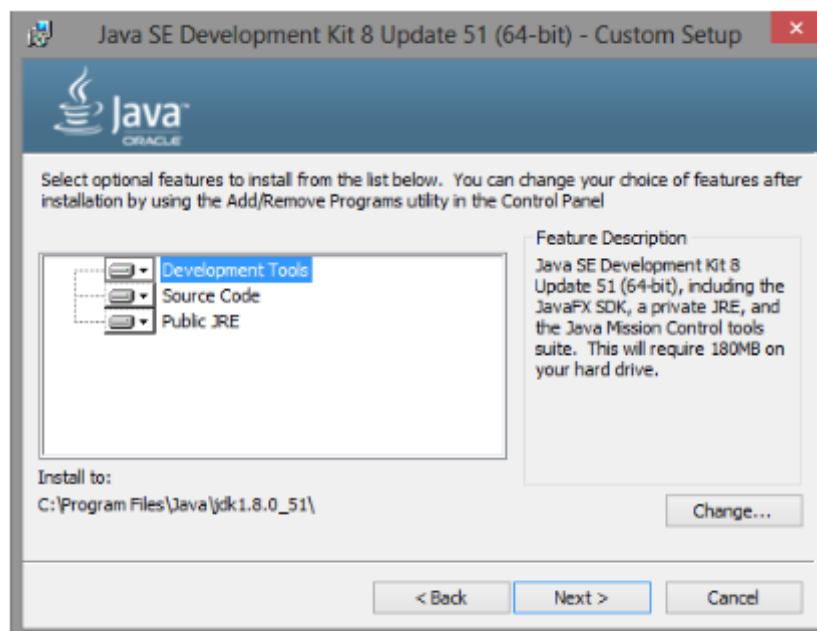 Java SE Development Kit 8 Update 51 (64-bit) - Custom Setup
Java
ORACLE
Select optional features to install from the list below. You can change your choice of features after
installation by using the Add/Remove Programs utility in the Control Panel
Development Tools
Source Code
Public JRE
Feature Description
Java SE Development Kit 8
Update 51 (64-bit), including the
JavaFX SDK, a private JRE, and
the Java Mission Control tools
suite. This will require 180MB on
your hard drive.
Install to:
C:\Program Files\Java\jdk1.8.0_51\
Change...
< Back
Next >
Cancel